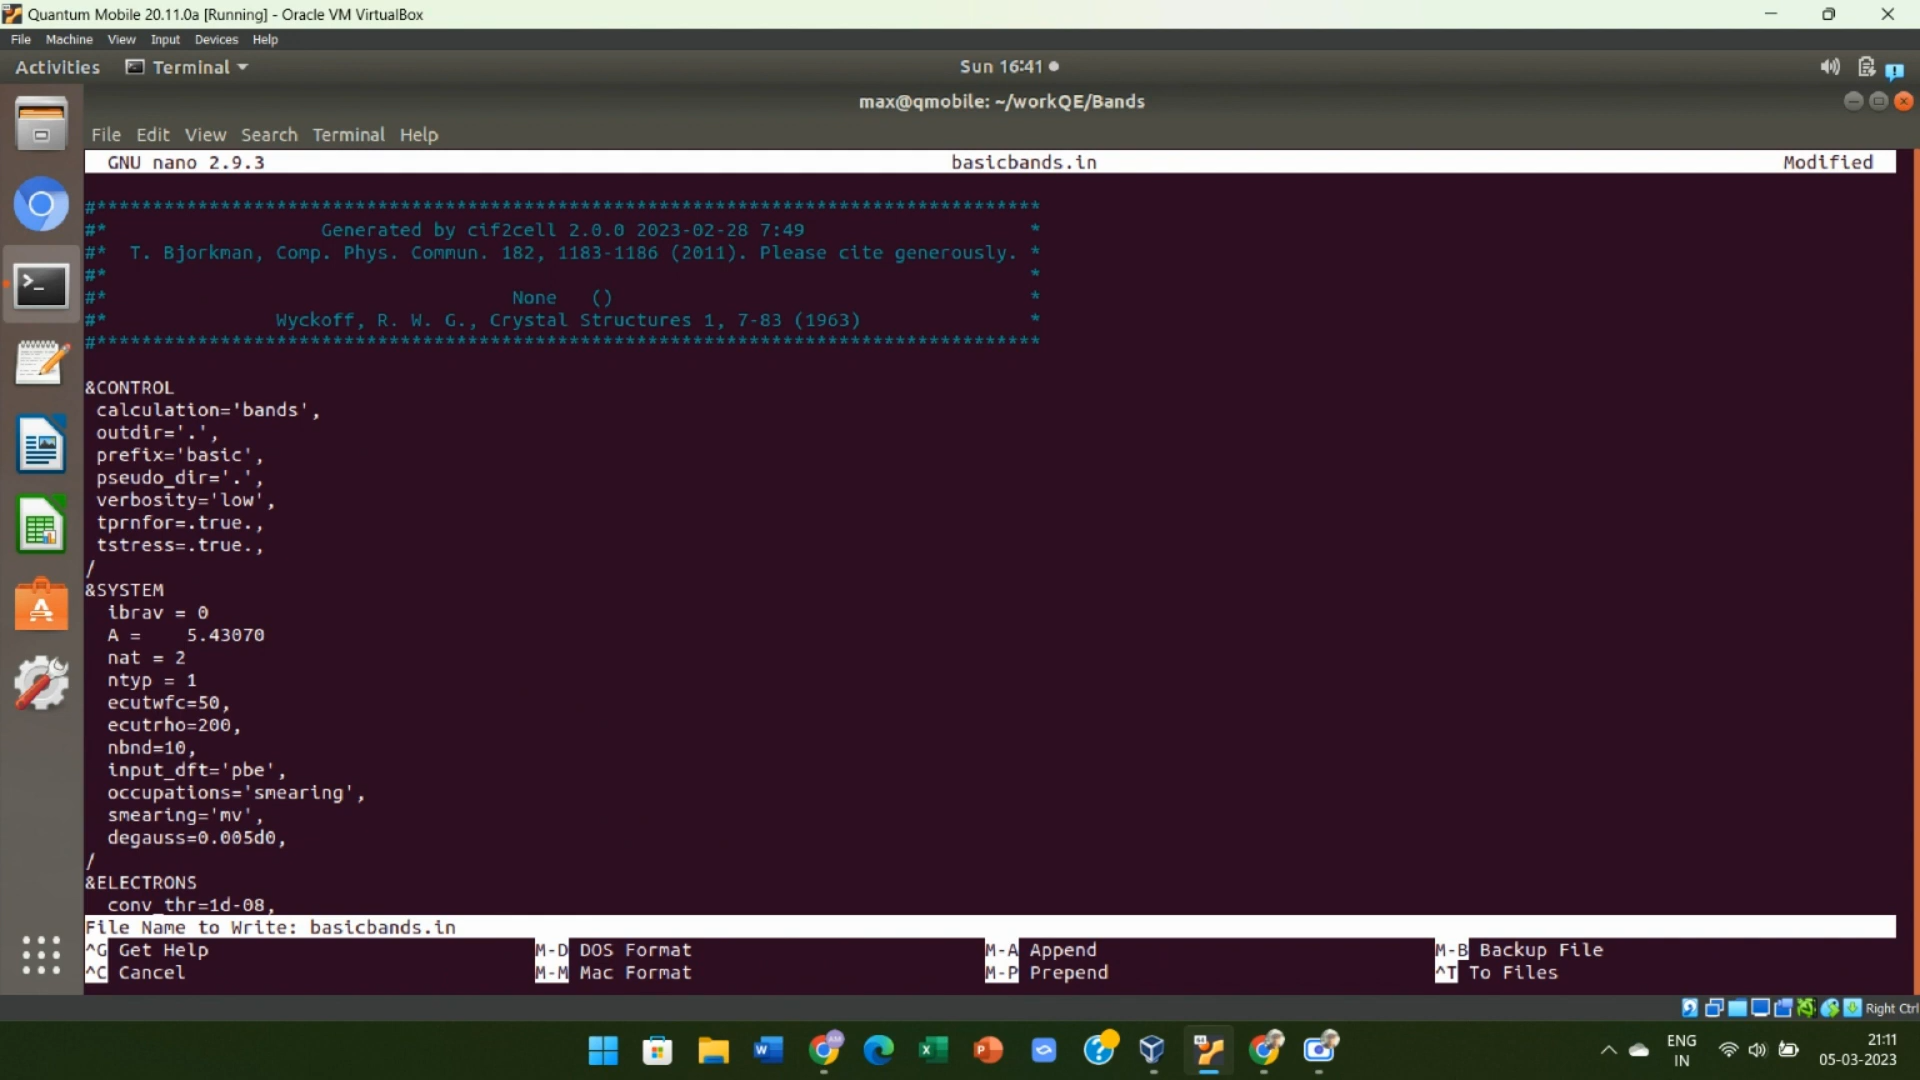 Quantum Mobile 20.11.0a [Running] - Oracle VM VirtualBox
File Machine View Input Devices Help
Activities Terminal Sun 16:41
max@qmobile: ~/workQE/Bands
File Edit View Search Terminal Help
GNU nano 2.9.3 basicbands.in Modified
#************************************************************************************
#* Generated by cif2cell 2.0.0 2023-02-28 7:49 *
#* T. Bjorkman, Comp. Phys. Commun. 182, 1183-1186 (2011). Please cite generously. *
#* *
#* None () *
#* Wyckoff, R. W. G., Crystal Structures 1, 7-83 (1963) *
#************************************************************************************
&CONTROL
calculation='bands',
outdir='.',
prefix='basic',
pseudo_dir='.',
verbosity='low',
tprnfor=.true.,
tstress=.true.,
/
&SYSTEM
ibrav = 0
A = 5.43070
nat = 2
ntyp = 1
ecutwfc=50,
ecutrho=200,
nbnd=10,
input_dft='pbe',
occupations='smearing',
smearing='mv',
degauss=0.005d0,
/
&ELECTRONS
conv_thr=1d-08,
File Name to Write: basicbands.in
^G Get Help M-D DOS Format M-A Append M-B Backup File
^C Cancel M-M Mac Format M-P Prepend ^T To Files
Right Ctrl
ENG
IN
21:11
05-03-2023